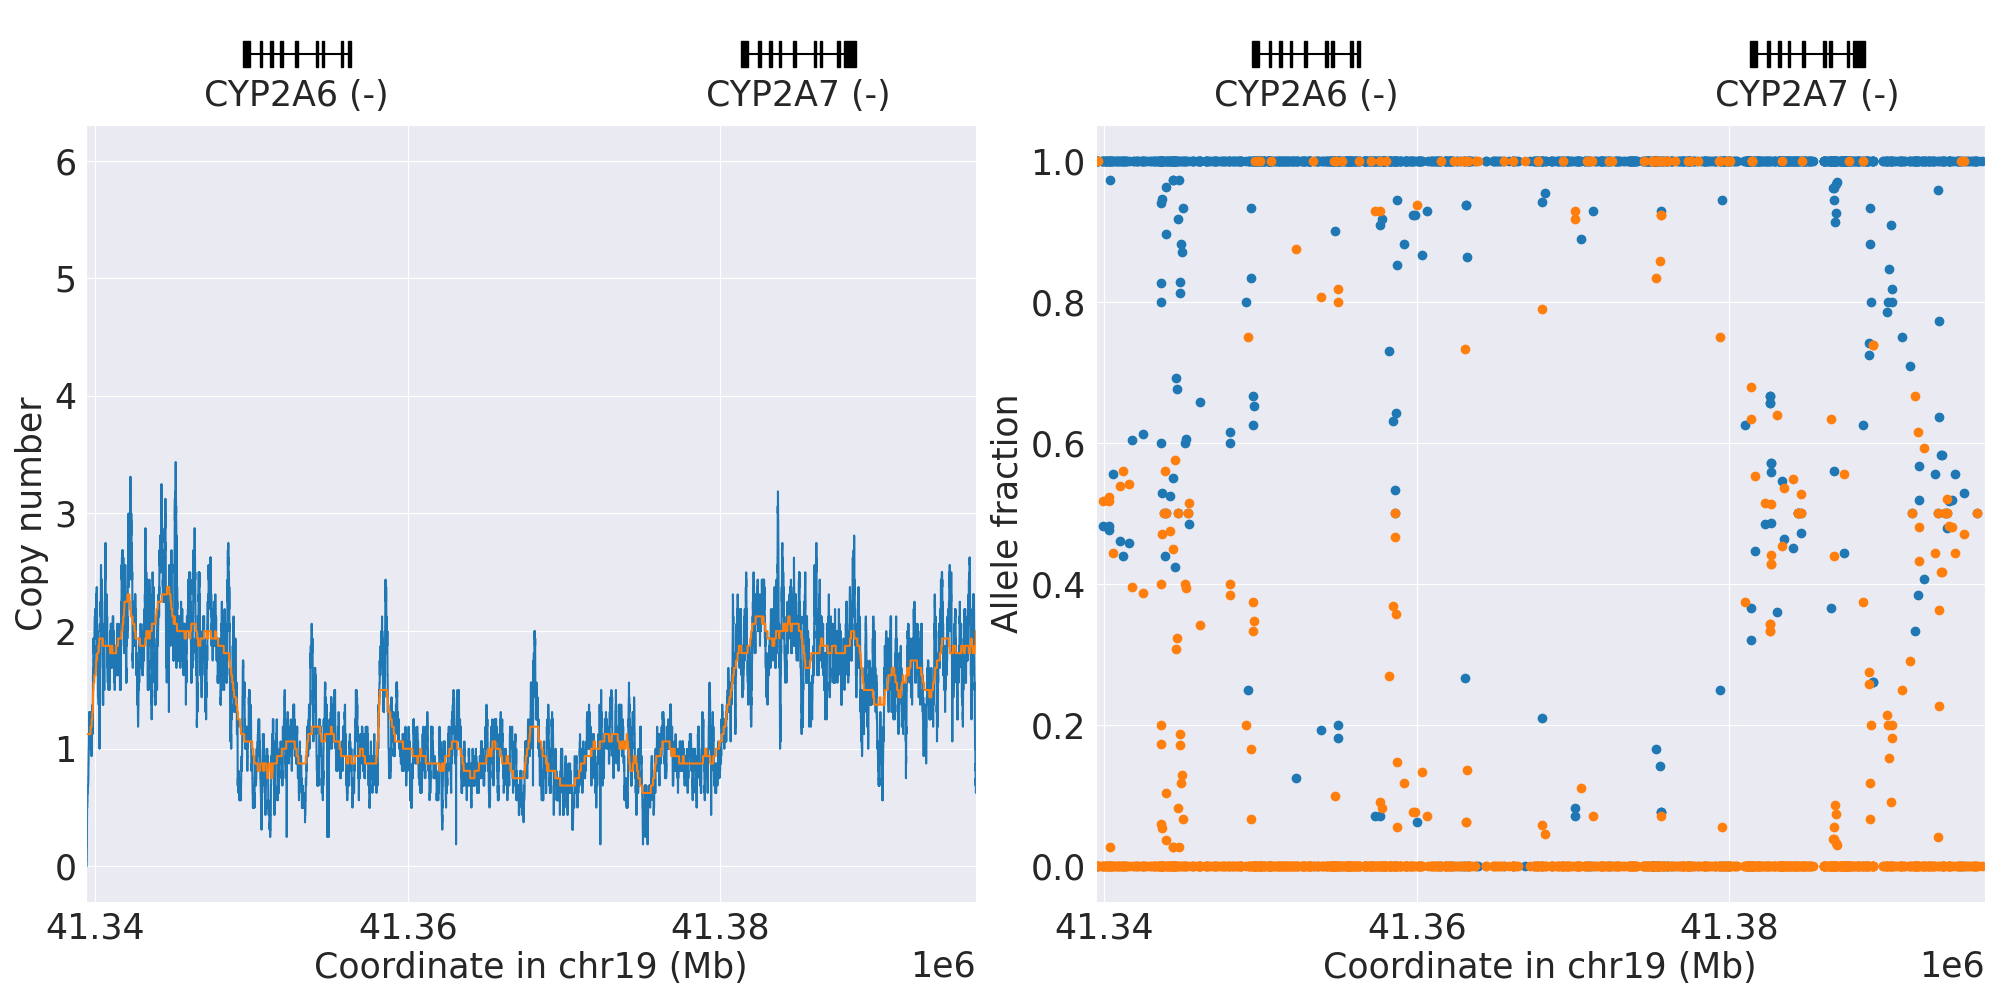 CYP2A6 (-)
CYP2A7 (-)
6
5
4
3
2
1
0
Copy number
41.34
41.36
41.38
Coordinate in chr19 (Mb)
1e6
CYP2A6 (-)
CYP2A7 (-)
1.0
0.8
0.6
0.4
0.2
0.0
Allele fraction
41.34
41.36
41.38
Coordinate in chr19 (Mb)
1e6